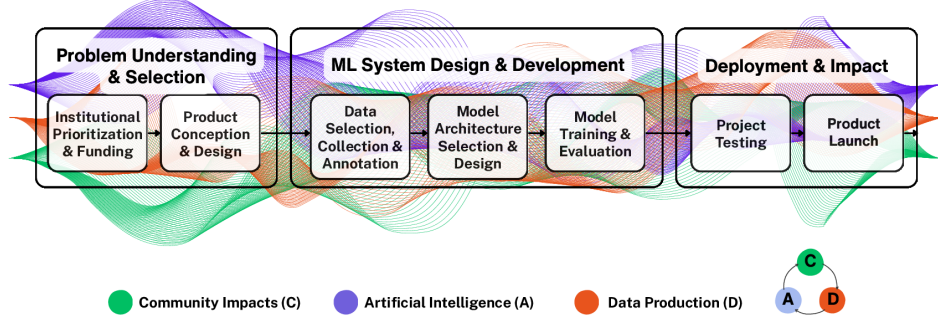 Problem Understanding
& Selection
Institutional
Prioritization
& Funding
Product
Conception
& Design
ML System Design & Development
Data
Selection,
Collection &
Annotation
Model
Architecture
Selection &
Design
Model
Training &
Evaluation
Deployment & Impact
Project
Testing
Product
Launch
Community Impacts (C)
Artificial Intelligence (A)
Data Production (D)
C
A
D